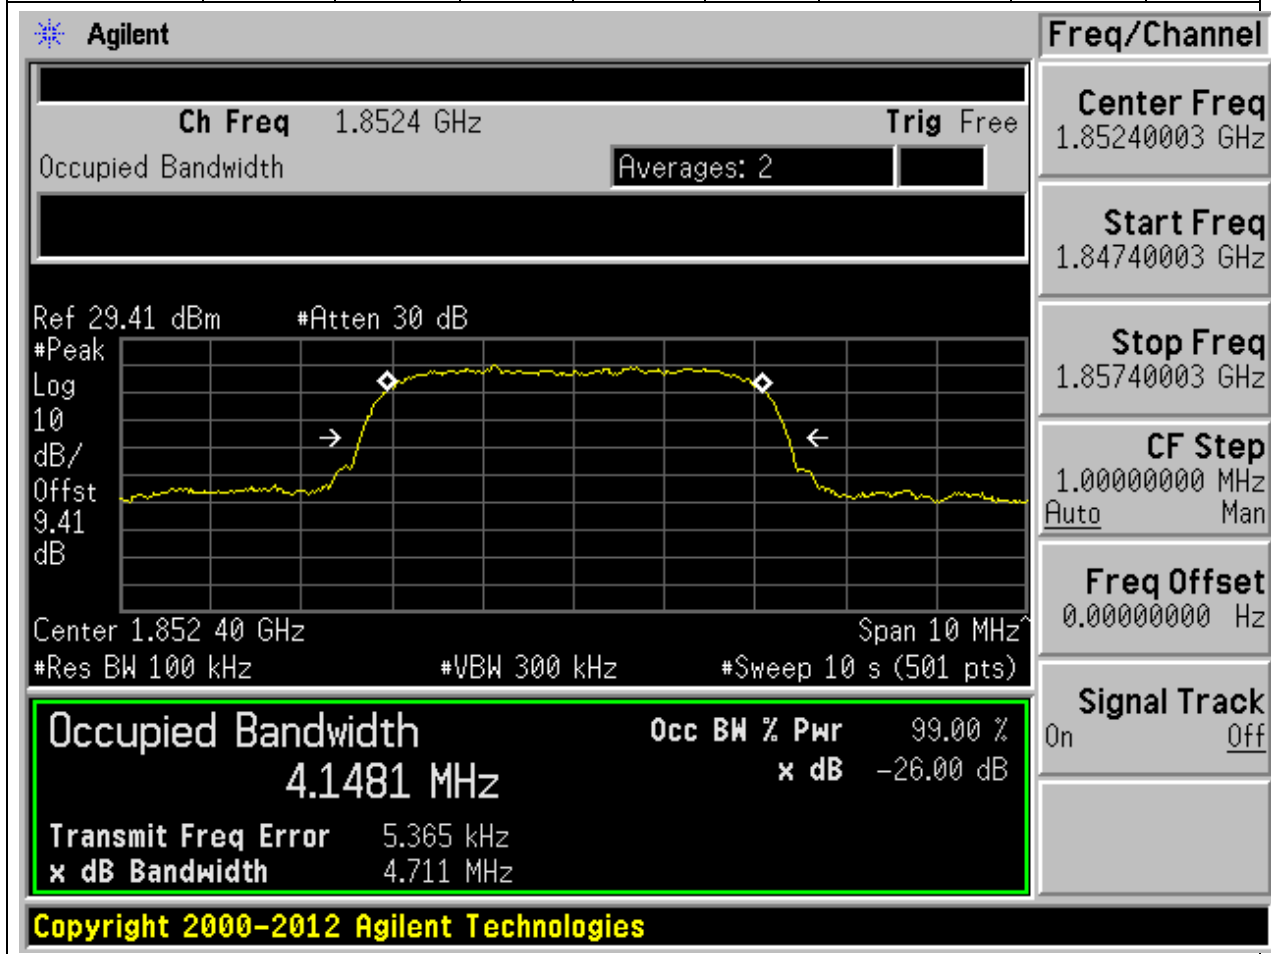 Agilent
Freq/Channel
Ch Freq 1.8524 GHz Trig Free
Occupied Bandwidth Averages: 2
Center Freq
1.85240003 GHz
Start Freq
1.84740003 GHz
Stop Freq
1.85740003 GHz
CF Step
1.00000000 MHz
Auto Man
Freq Offset
0.00000000 Hz
Signal Track
On Off
Ref 29.41 dBm #Atten 30 dB
#Peak
Log
10
dB/
Offst
9.41
dB
Center 1.852 40 GHz Span 10 MHz^
#Res BW 100 kHz #VBW 300 kHz #Sweep 10 s (501 pts)
Occupied Bandwidth Occ BW % Pwr 99.00 %
4.1481 MHz x dB -26.00 dB
Transmit Freq Error 5.365 kHz
x dB Bandwidth 4.711 MHz
Copyright 2000-2012 Agilent Technologies